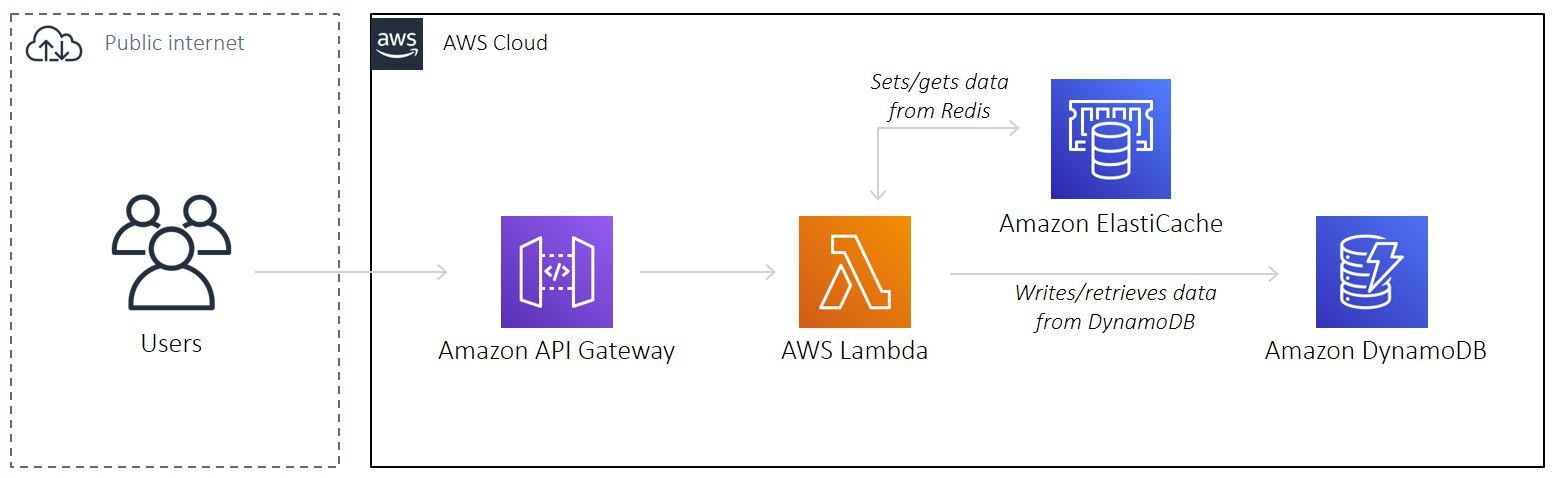 Public internet
aws
AWS Cloud
Sets/gets data
from Redis
Amazon ElastiCache
Writes/retrieves data
from DynamoDB
Users
</>
Amazon API Gateway
AWS Lambda
Amazon DynamoDB